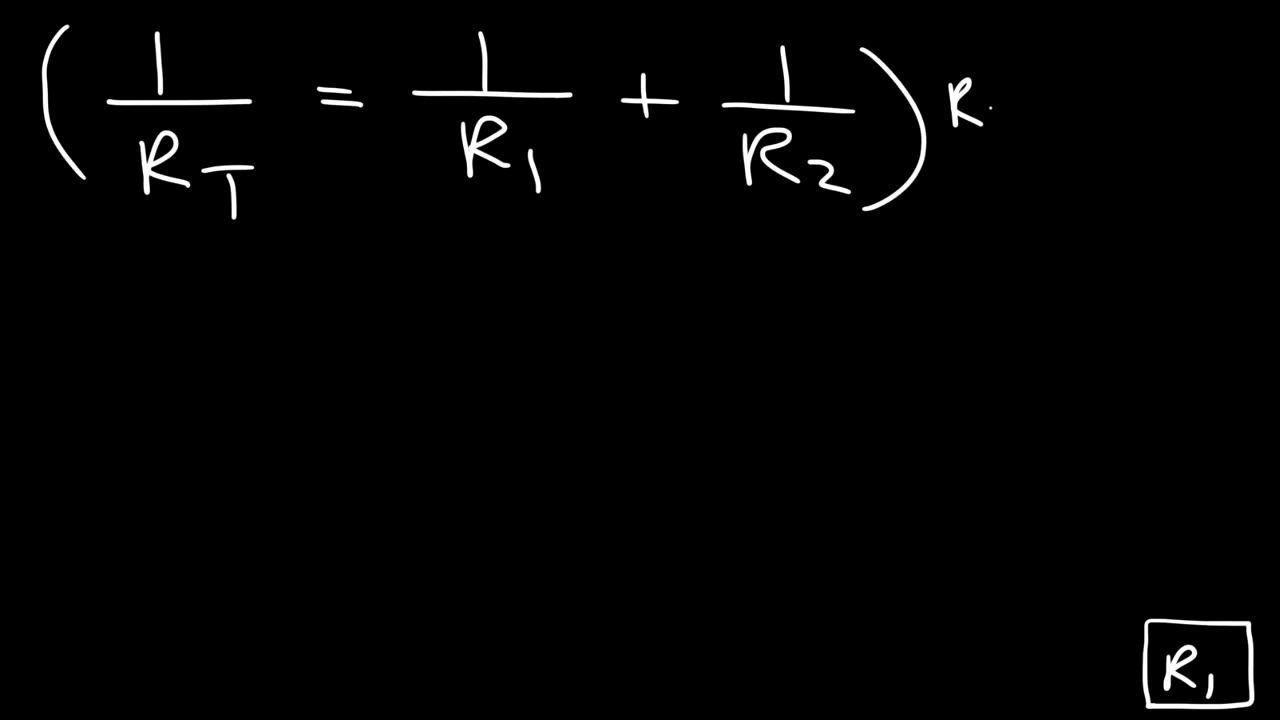 ( 1/R_T = 1/R_1 + 1/R_2 ) R
R_1